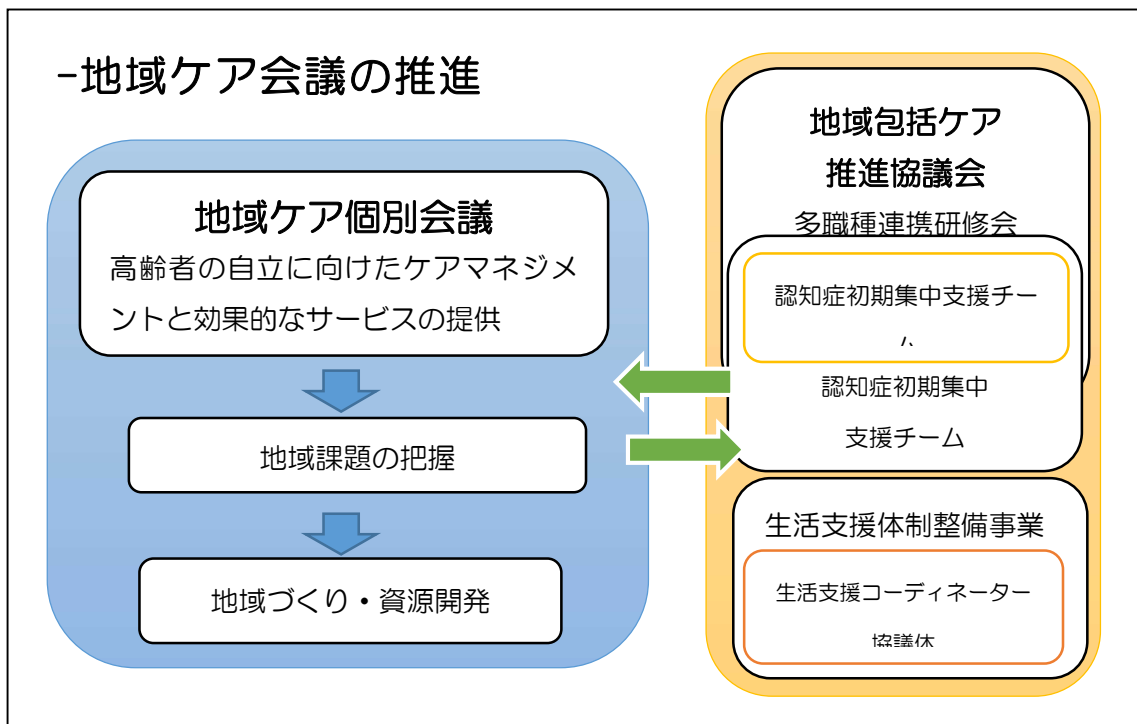 -地域ケア会議の推進
地域ケア個別会議
高齢者の自立に向けたケアマネジメ
ントと効果的なサービスの提供
地域課題の把握
地域づくり・資源開発
地域包括ケア
推進協議会
多職種連携研修会
認知症初期集中支援チー
ム
認知症初期集中
支援チーム
生活支援体制整備事業
生活支援コーディネーター
協議体